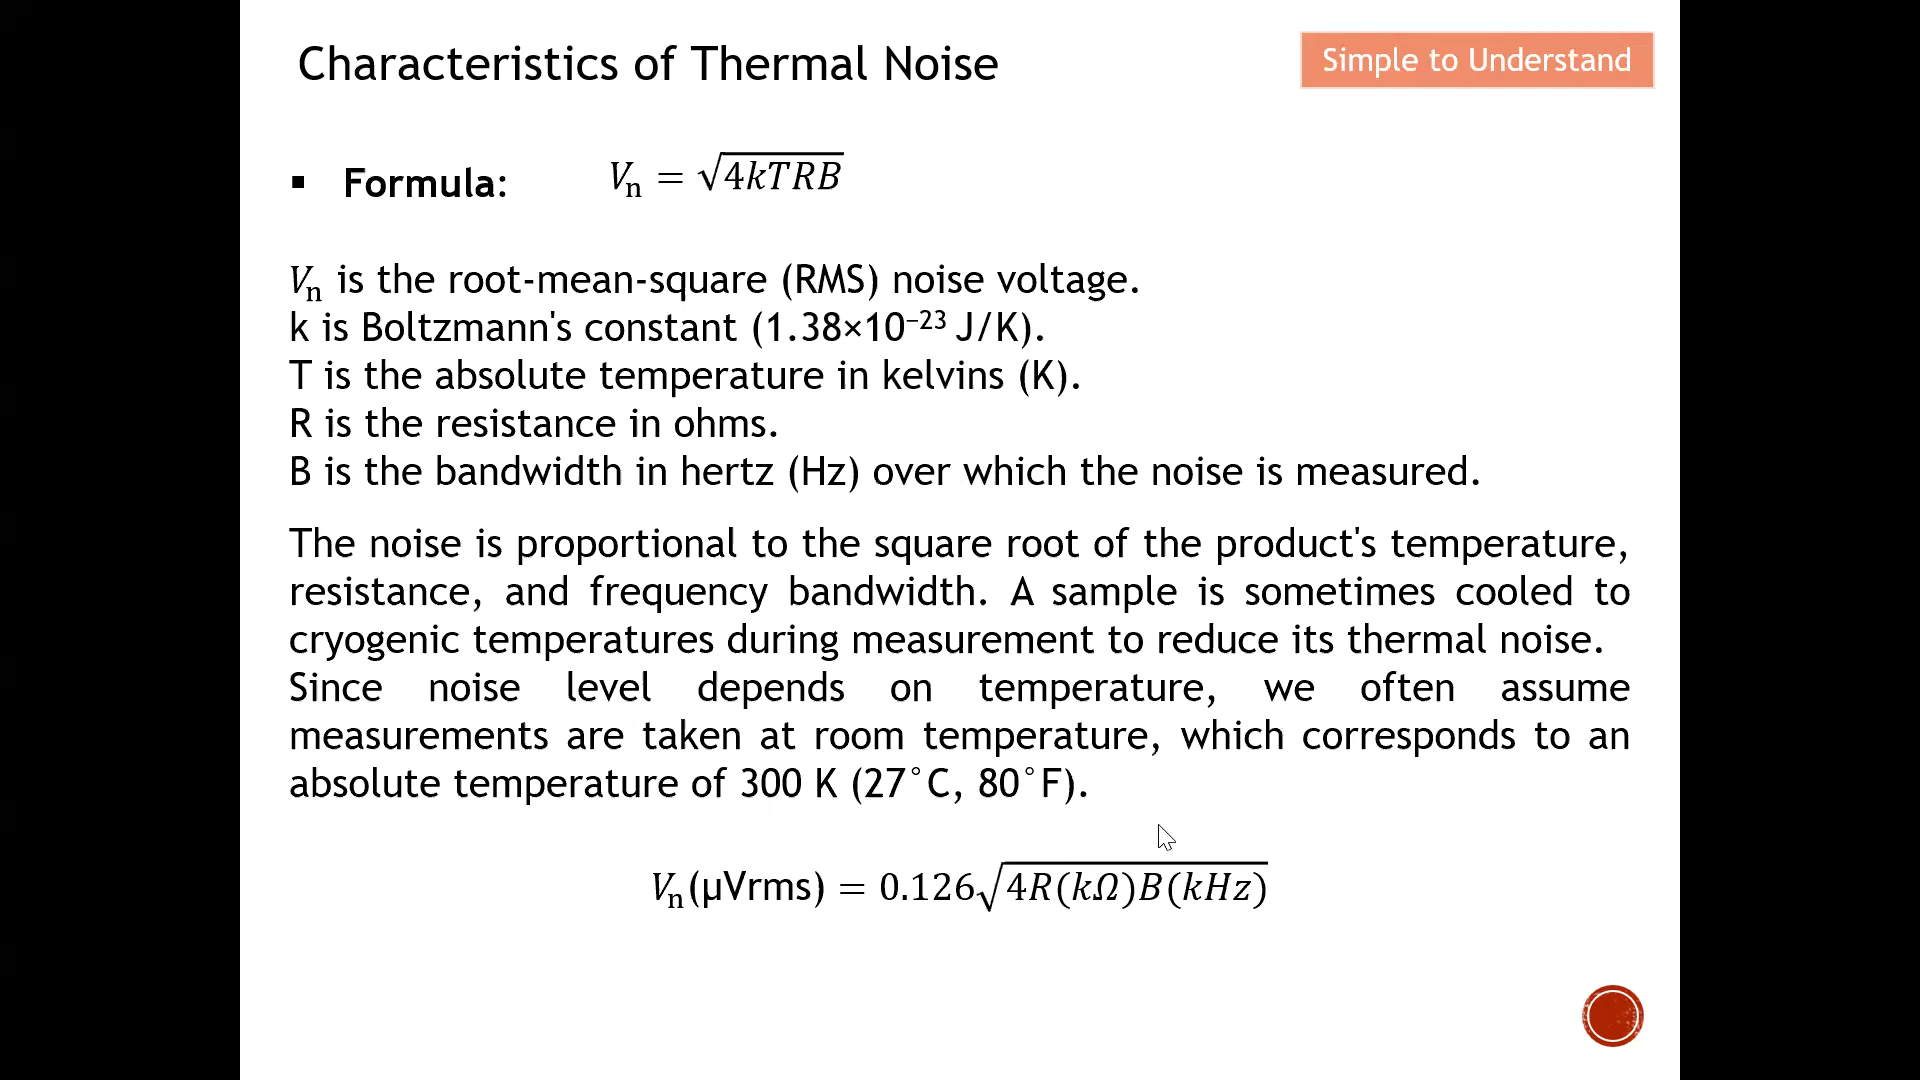 Characteristics of Thermal Noise
Simple to Understand
▪ Formula: Vn = √4kTRB
Vn is the root-mean-square (RMS) noise voltage.
k is Boltzmann's constant (1.38×10⁻²³ J/K).
T is the absolute temperature in kelvins (K).
R is the resistance in ohms.
B is the bandwidth in hertz (Hz) over which the noise is measured.
The noise is proportional to the square root of the product's temperature,
resistance, and frequency bandwidth. A sample is sometimes cooled to
cryogenic temperatures during measurement to reduce its thermal noise.
Since noise level depends on temperature, we often assume
measurements are taken at room temperature, which corresponds to an
absolute temperature of 300 K (27°C, 80°F).
Vn(µVrms) = 0.126√4R(kΩ)B(kHz)